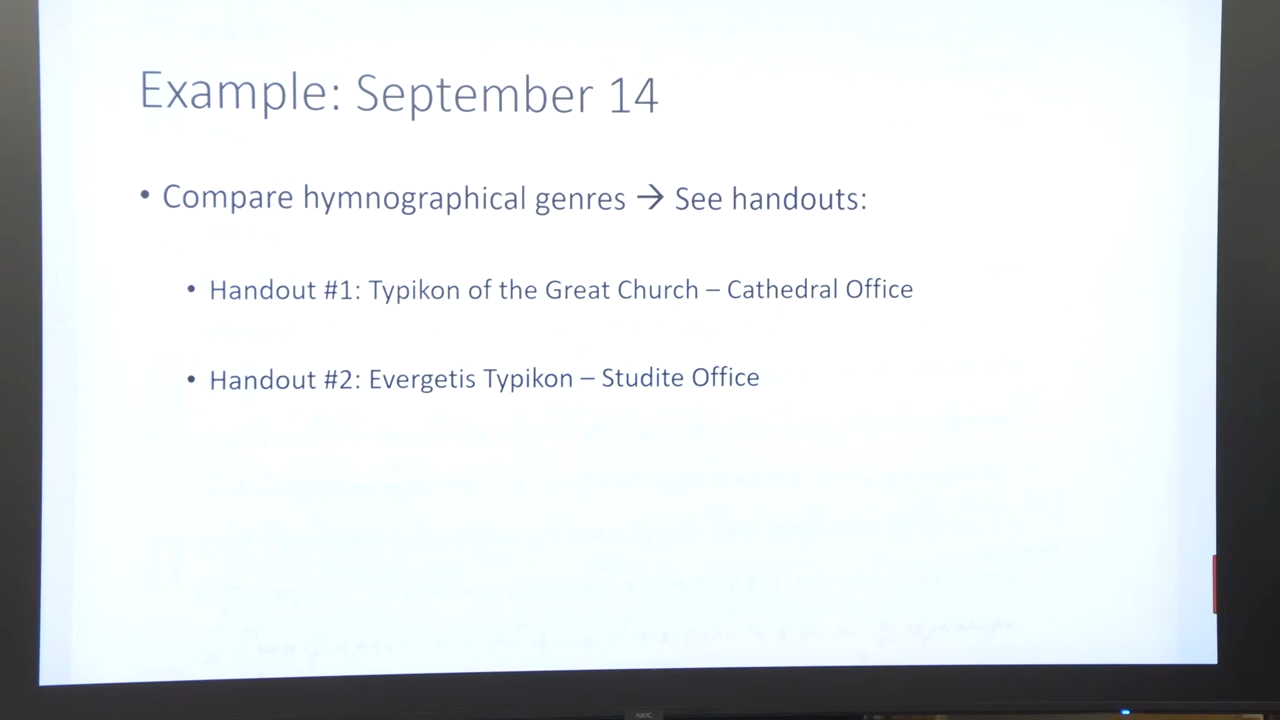 Example: September 14
• Compare hymnographical genres → See handouts:
• Handout #1: Typikon of the Great Church – Cathedral Office
• Handout #2: Evergetis Typikon – Studite Office
NEC